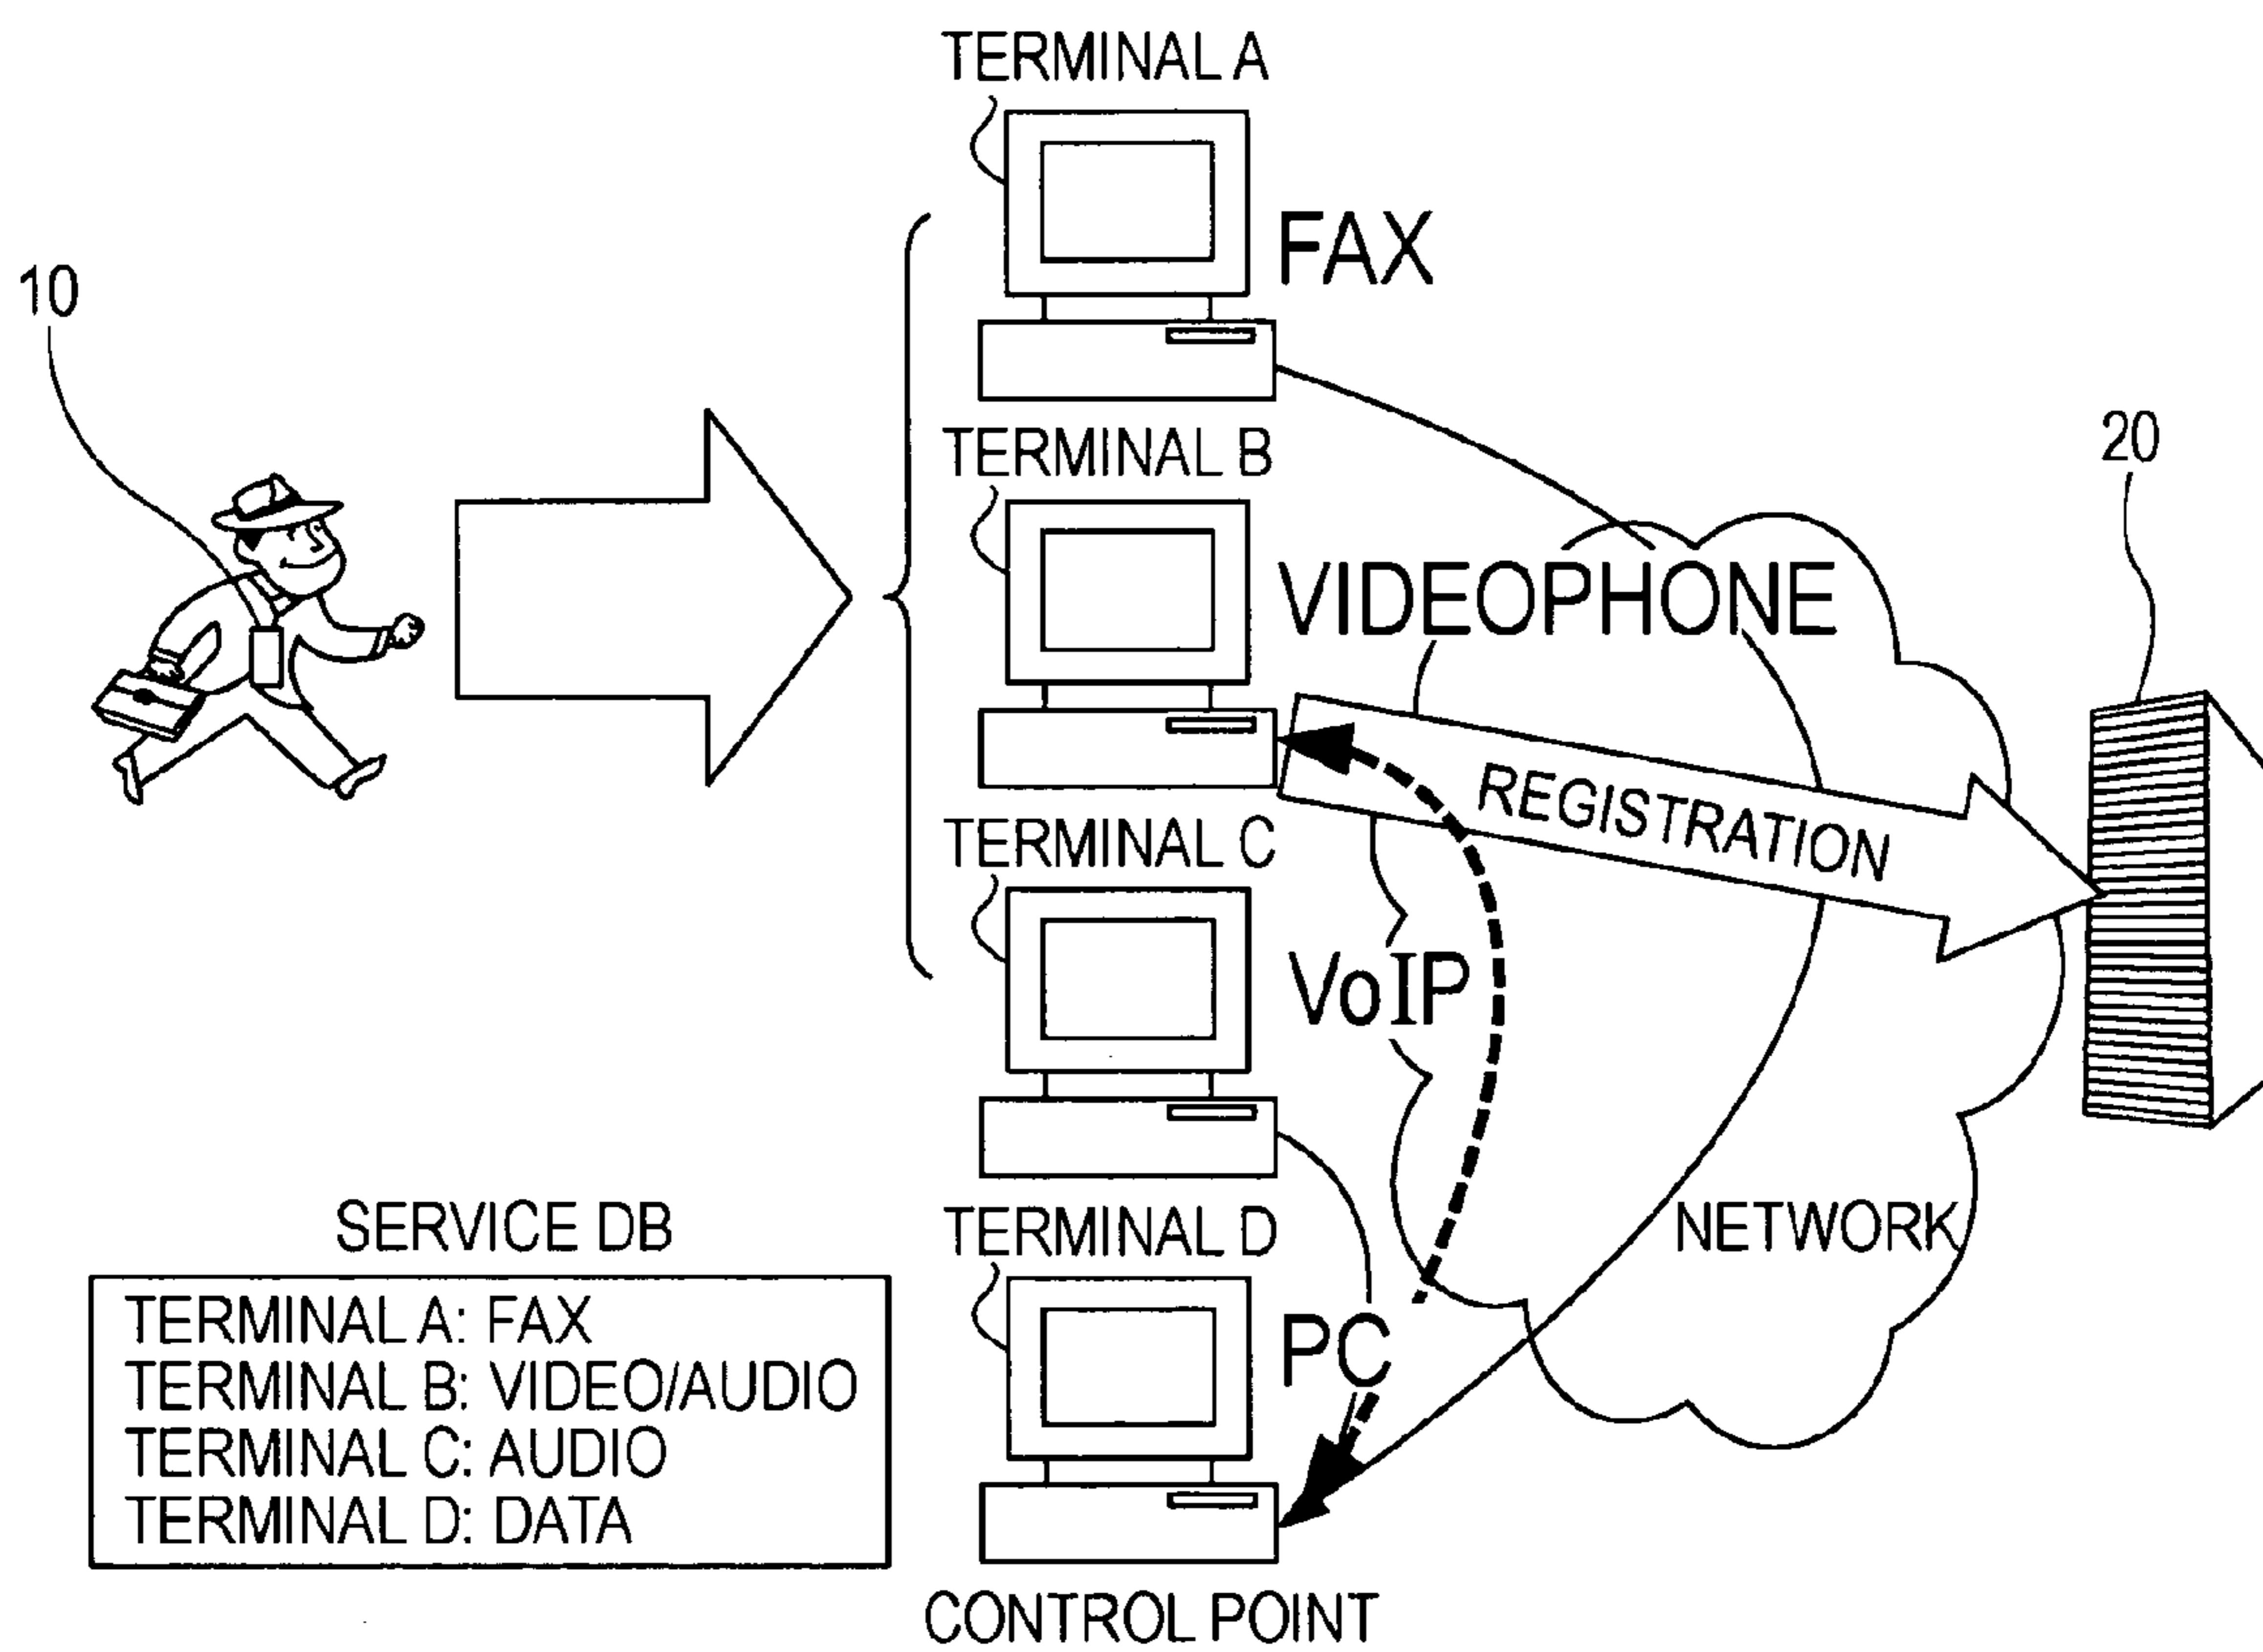 TERMINAL A
FAX
10
TERMINAL B
20
VIDEOPHONE
REGISTRATION
TERMINAL C
VoIP
NETWORK
TERMINAL D
PC
SERVICE DB
TERMINAL A: FAX
TERMINAL B: VIDEO/AUDIO
TERMINAL C: AUDIO
TERMINAL D: DATA
CONTROL POINT